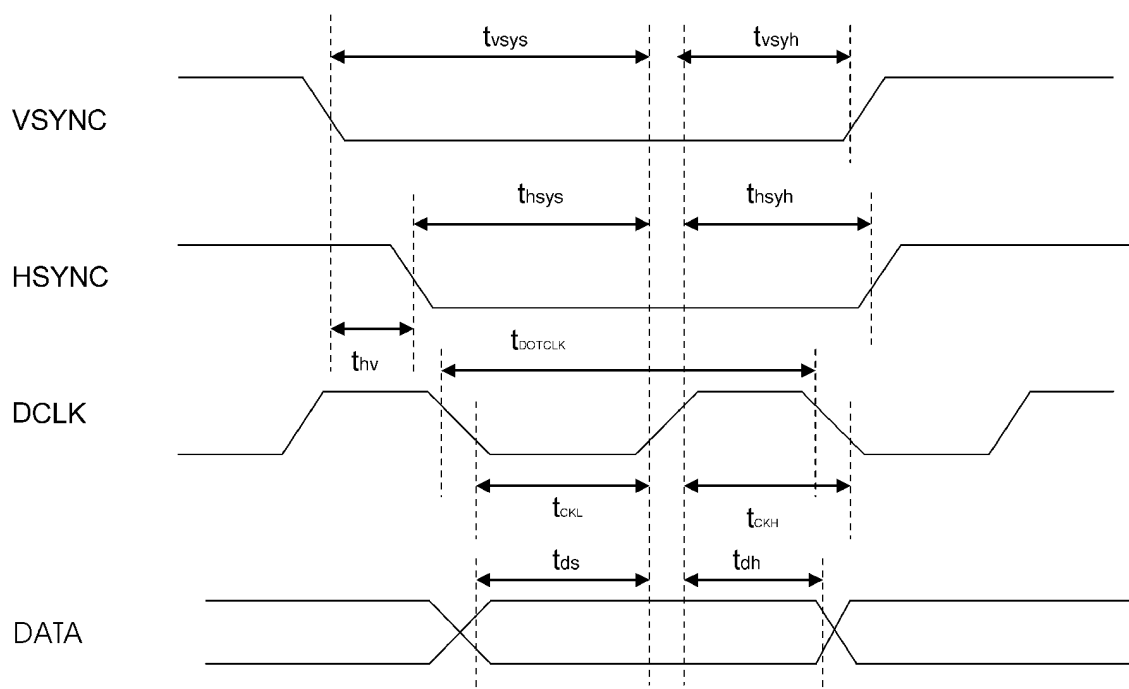 tvsys
tvsyh
VSYNC
thsys
thsyh
HSYNC
thv
tDOTCLK
DCLK
tCKL
tCKH
tds
tdh
DATA